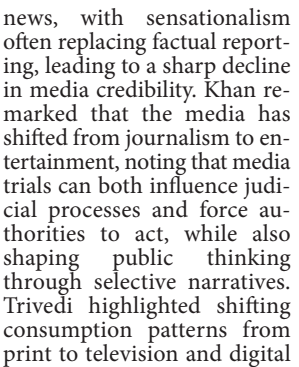 news, with sensationalism
often replacing factual report-
ing, leading to a sharp decline
in media credibility. Khan re-
marked that the media has
shifted from journalism to en-
tertainment, noting that media
trials can both influence judi-
cial processes and force au-
thorities to act, while also
shaping public thinking
through selective narratives.
Trivedi highlighted shifting
consumption patterns from
print to television and digital